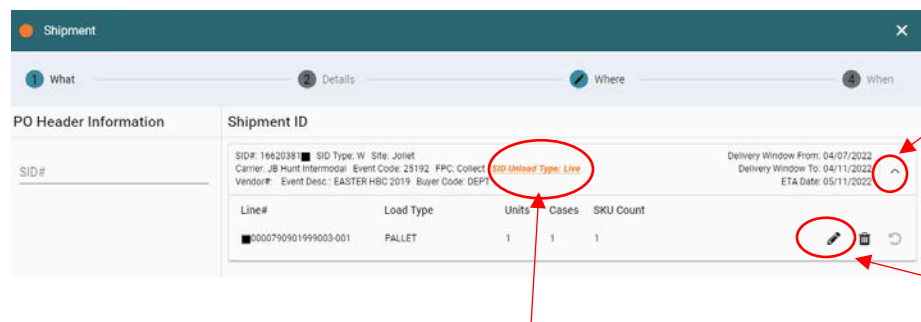 Shipment
1 What
2 Details
Where
4 When
PO Header Information
Shipment ID
SID#
SID#: 16620381 SID Type: W Site: Joliet
Carrier: JB Hunt Intermodal Event Code: 25192 FPC: Collect SID Unload Type: Live
Vendor#: Event Desc.: EASTER HBC 2019 Buyer Code: DEPT
Delivery Window From: 04/07/2022
Delivery Window To: 04/11/2022
ETA Date: 05/11/2022
Line# Load Type Units Cases SKU Count
0000790901999003-001 PALLET 1 1 1